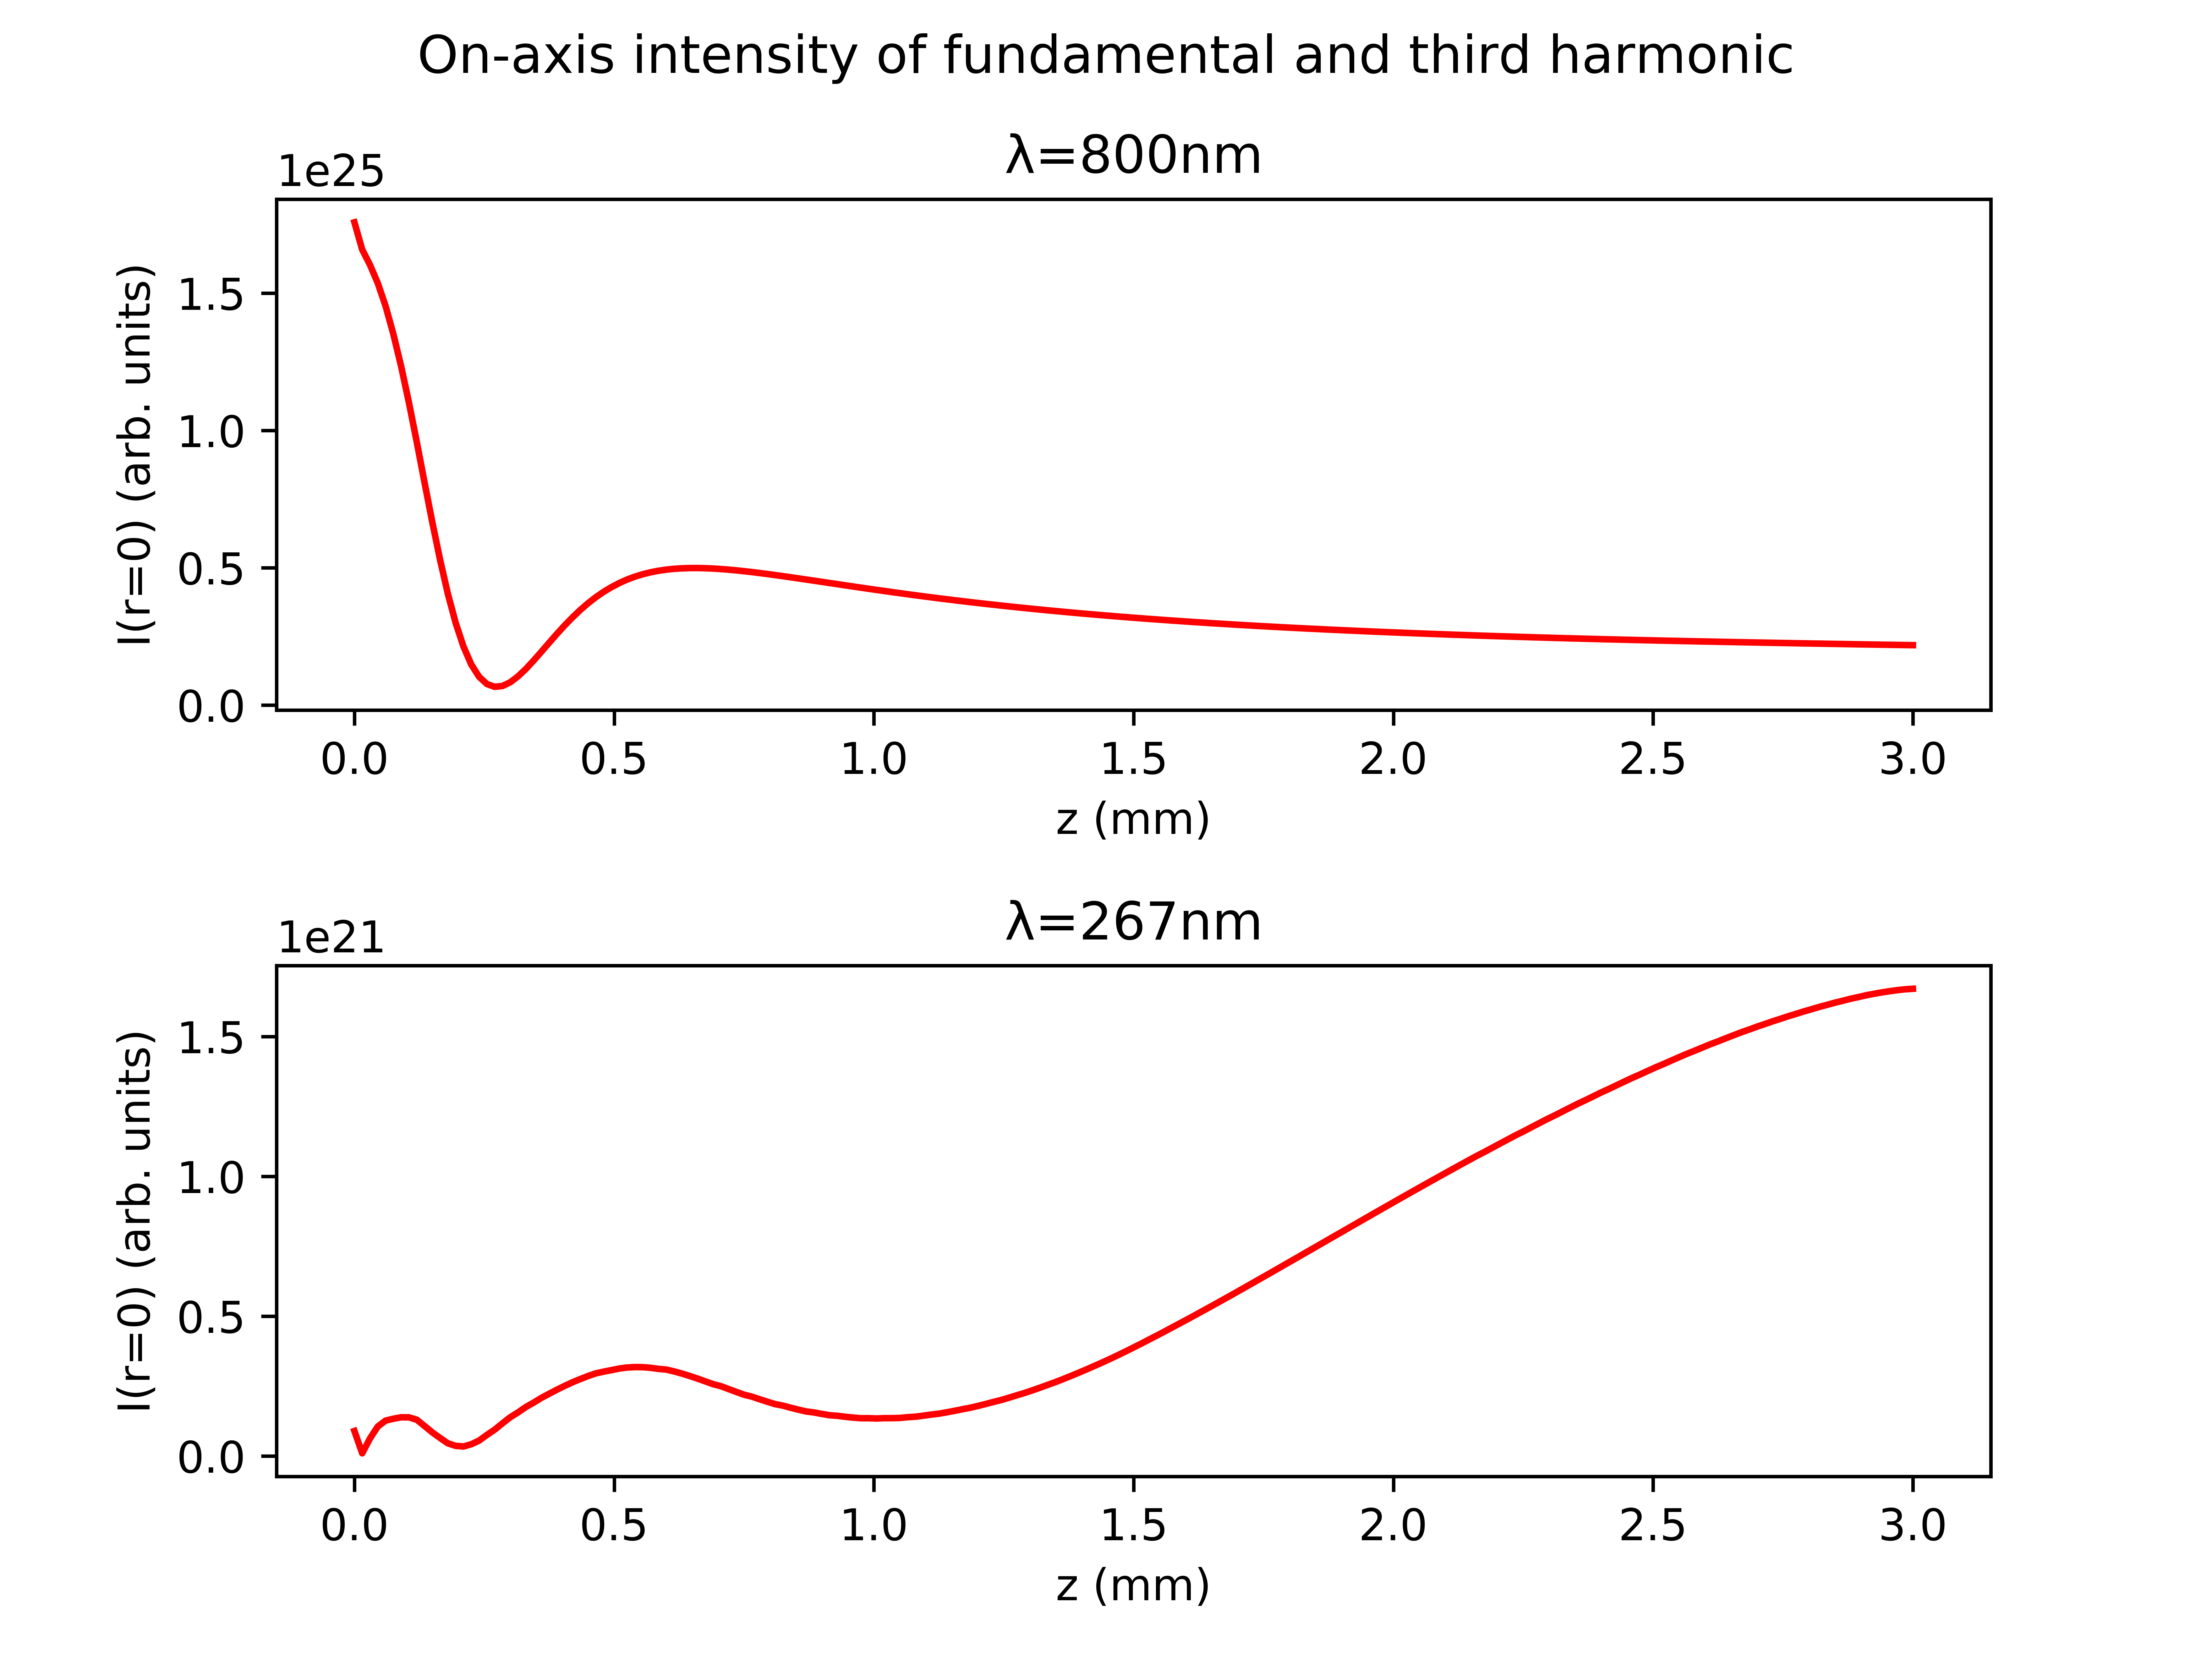 On-axis intensity of fundamental and third harmonic
λ=800nm
1e25
I(r=0) (arb. units)
1.5
1.0
0.5
0.0
0.0 0.5 1.0 1.5 2.0 2.5 3.0
z (mm)
λ=267nm
1e21
I(r=0) (arb. units)
1.5
1.0
0.5
0.0
0.0 0.5 1.0 1.5 2.0 2.5 3.0
z (mm)